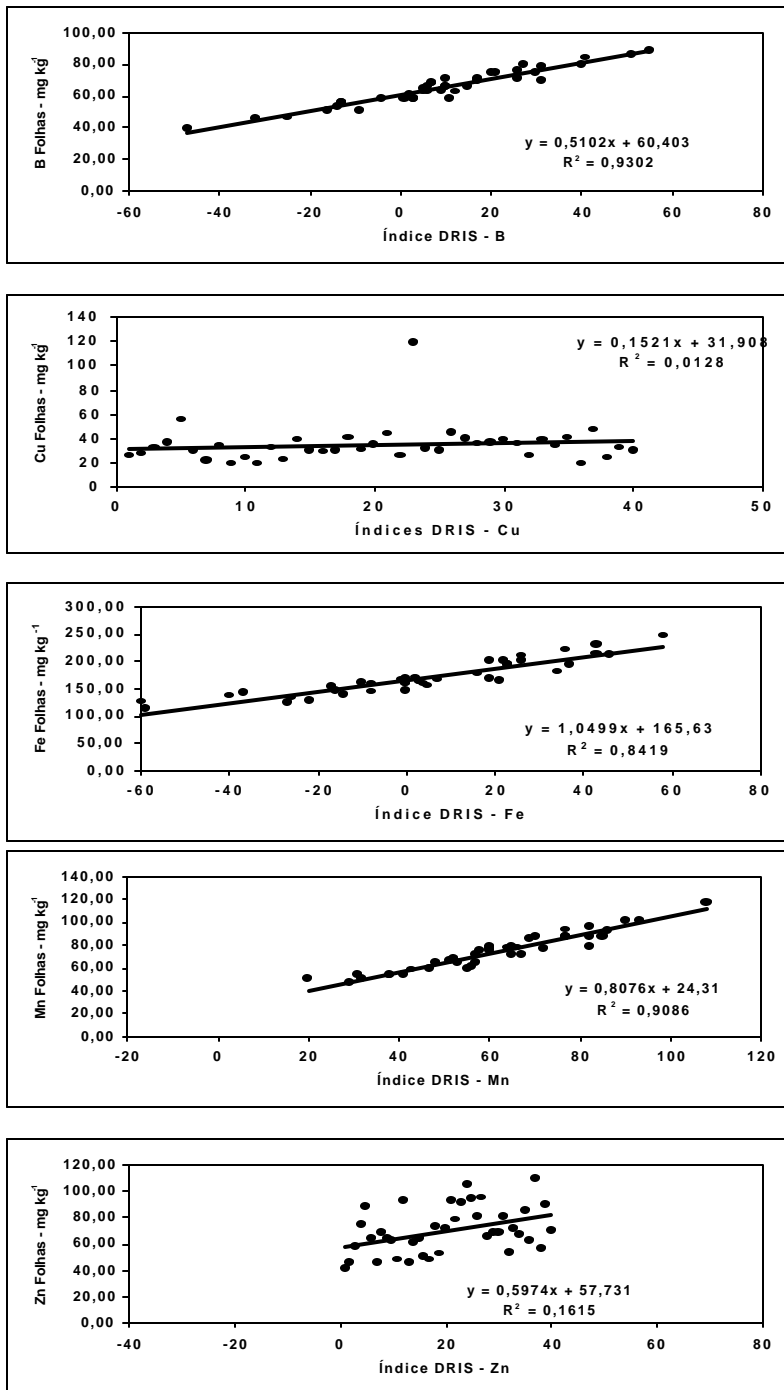 100,00
80,00
60,00
40,00
20,00
0,00
B Folhas - mg kg-1
y = 0,5102x + 60,403
R2 = 0,9302
-60 -40 -20 0 20 40 60 80
Índice DRIS - B
140
120
100
80
60
40
20
0
Cu Folhas - mg kg-1
y = 0,1521x + 31,908
R2 = 0,0128
0 10 20 30 40 50
Índices DRIS - Cu
300,00
250,00
200,00
150,00
100,00
50,00
0,00
Fe Folhas - mg kg-1
y = 1,0499x + 165,63
R2 = 0,8419
-60 -40 -20 0 20 40 60 80
Índice DRIS - Fe
140,00
120,00
100,00
80,00
60,00
40,00
20,00
0,00
Mn Folhas - mg kg-1
y = 0,8076x + 24,31
R2 = 0,9086
-20 0 20 40 60 80 100 120
Índice DRIS - Mn
120,00
100,00
80,00
60,00
40,00
20,00
0,00
Zn Folhas - mg kg-1
y = 0,5974x + 57,731
R2 = 0,1615
-40 -20 0 20 40 60 80
Índice DRIS - Zn